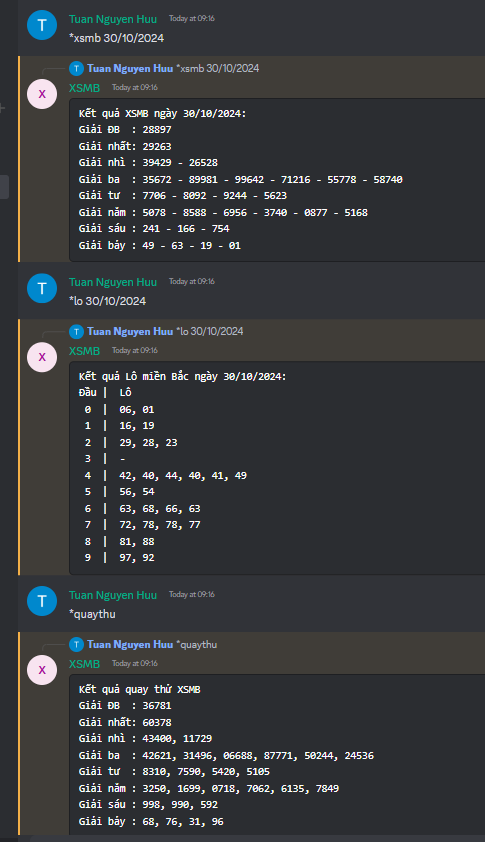 T
Tuan Nguyen Huu Today at 09:16
*xsmb 30/10/2024
T Tuan Nguyen Huu *xsmb 30/10/2024
X
XSMB Today at 09:16
Kết quả XSMB ngày 30/10/2024:
Giải ĐB : 28897
Giải nhất: 29263
Giải nhì : 39429 - 26528
Giải ba : 35672 - 89981 - 99642 - 71216 - 55778 - 58740
Giải tư : 7706 - 8092 - 9244 - 5623
Giải năm : 5078 - 8588 - 6956 - 3740 - 0877 - 5168
Giải sáu : 241 - 166 - 754
Giải bảy : 49 - 63 - 19 - 01
T
Tuan Nguyen Huu Today at 09:16
*lo 30/10/2024
T Tuan Nguyen Huu *lo 30/10/2024
X
XSMB Today at 09:16
Kết quả Lô miền Bắc ngày 30/10/2024:
Đầu | Lô
0 | 06, 01
1 | 16, 19
2 | 29, 28, 23
3 | -
4 | 42, 40, 44, 40, 41, 49
5 | 56, 54
6 | 63, 68, 66, 63
7 | 72, 78, 78, 77
8 | 81, 88
9 | 97, 92
T
Tuan Nguyen Huu Today at 09:16
*quaythu
T Tuan Nguyen Huu *quaythu
X
XSMB Today at 09:16
Kết quả quay thử XSMB
Giải ĐB : 36781
Giải nhất: 60378
Giải nhì : 43400, 11729
Giải ba : 42621, 31496, 06688, 87771, 50244, 24536
Giải tư : 8310, 7590, 5420, 5105
Giải năm : 3250, 1699, 0718, 7062, 6135, 7849
Giải sáu : 998, 990, 592
Giải bảy : 68, 76, 31, 96